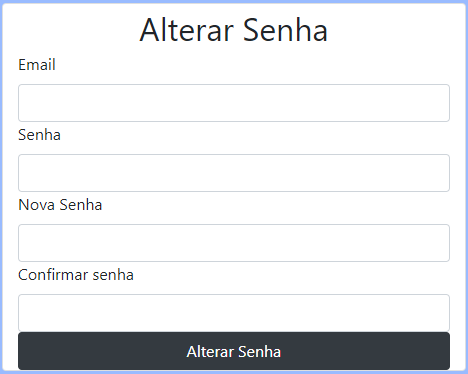 Alterar Senha
Email
Senha
Nova Senha
Confirmar senha
Alterar Senha